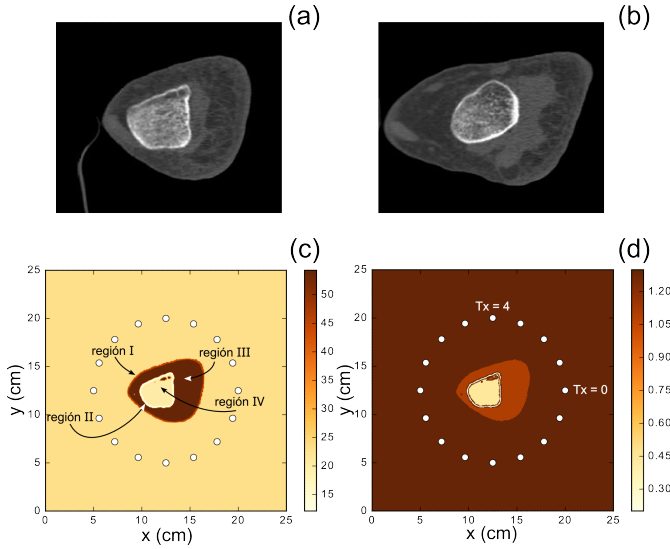 (a)
(b)
(c)
25
20
15
10
5
0
y (cm)
0 5 10 15 20 25
x (cm)
región I
región II
región III
región IV
50
45
40
35
30
25
20
15
(d)
25
20
15
10
5
0
y (cm)
0 5 10 15 20 25
x (cm)
Tx = 4
Tx = 0
1.20
1.05
0.90
0.75
0.60
0.45
0.30